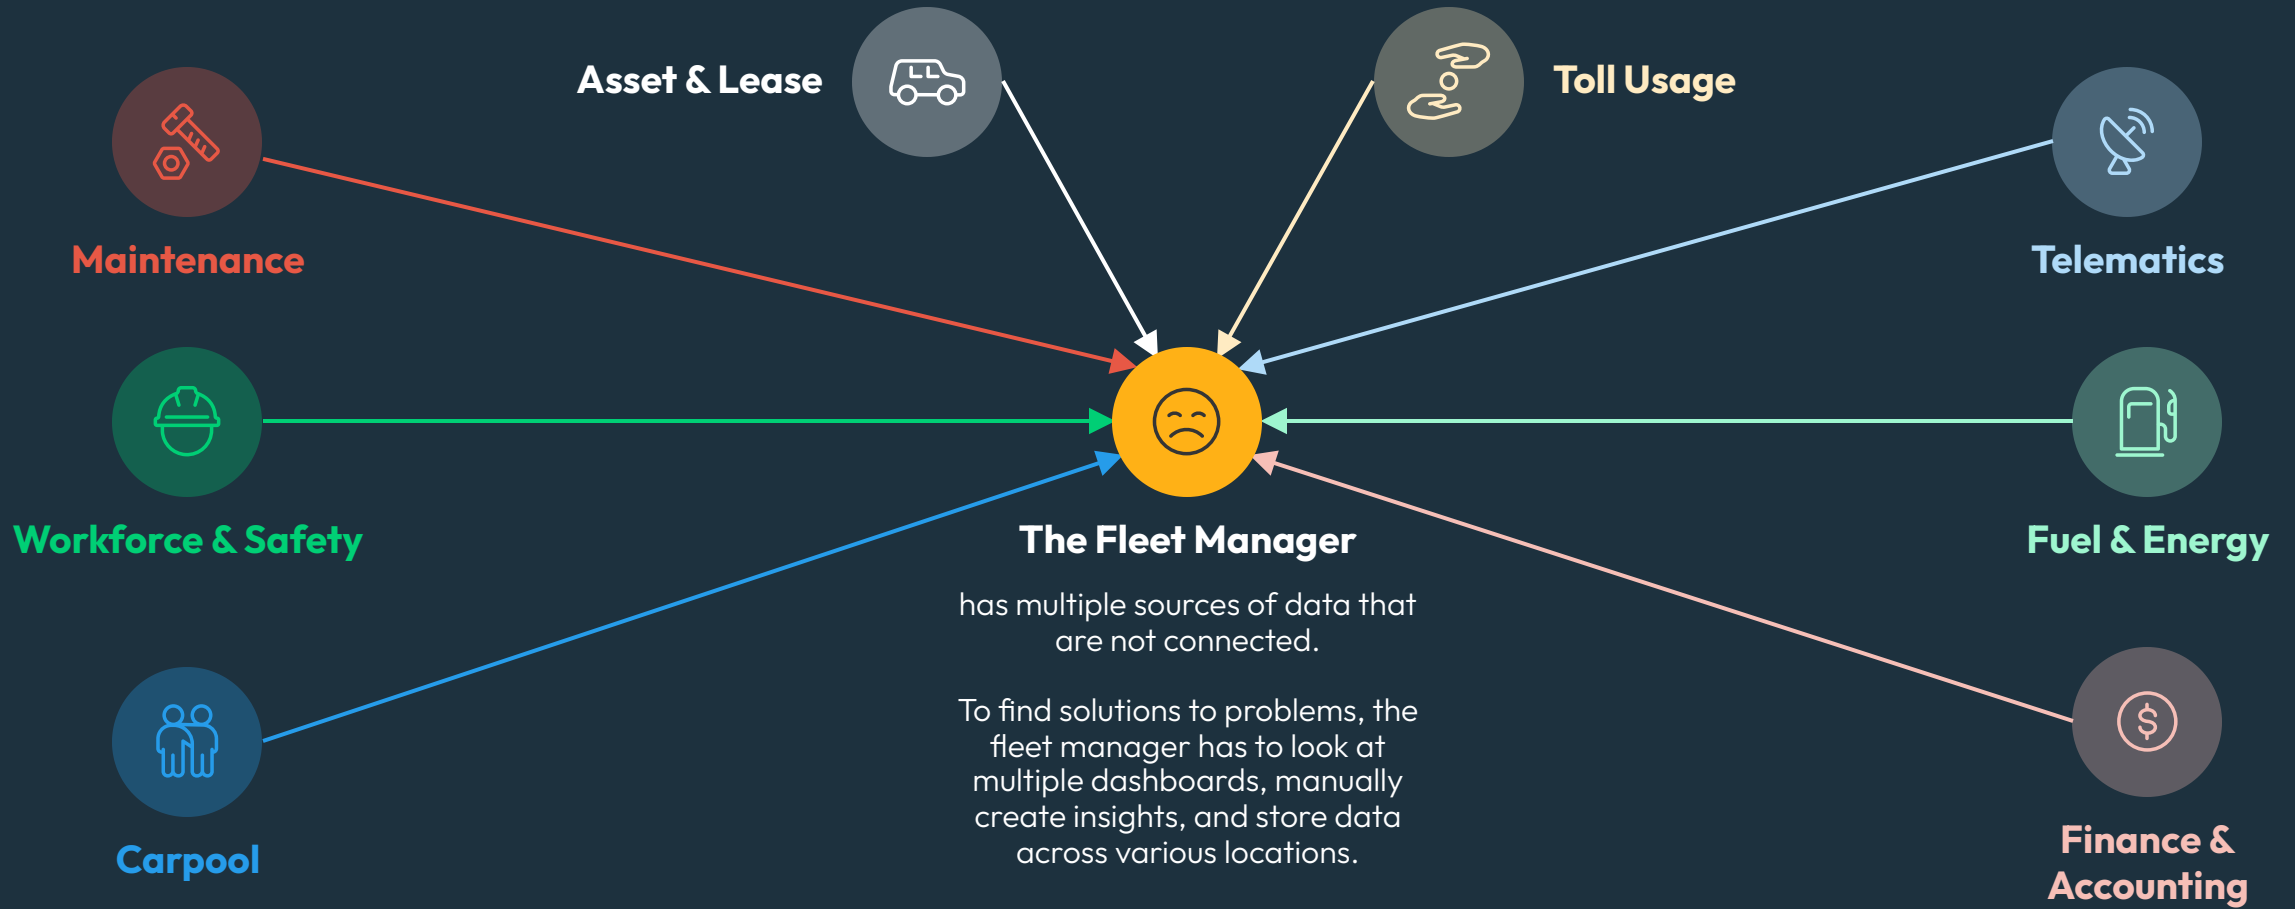 Asset & Lease
Toll Usage
Maintenance
Telematics
Workforce & Safety
The Fleet Manager
Fuel & Energy
has multiple sources of data that
are not connected.
To find solutions to problems, the
fleet manager has to look at
multiple dashboards, manually
create insights, and store data
across various locations.
Carpool
$
Finance &
Accounting